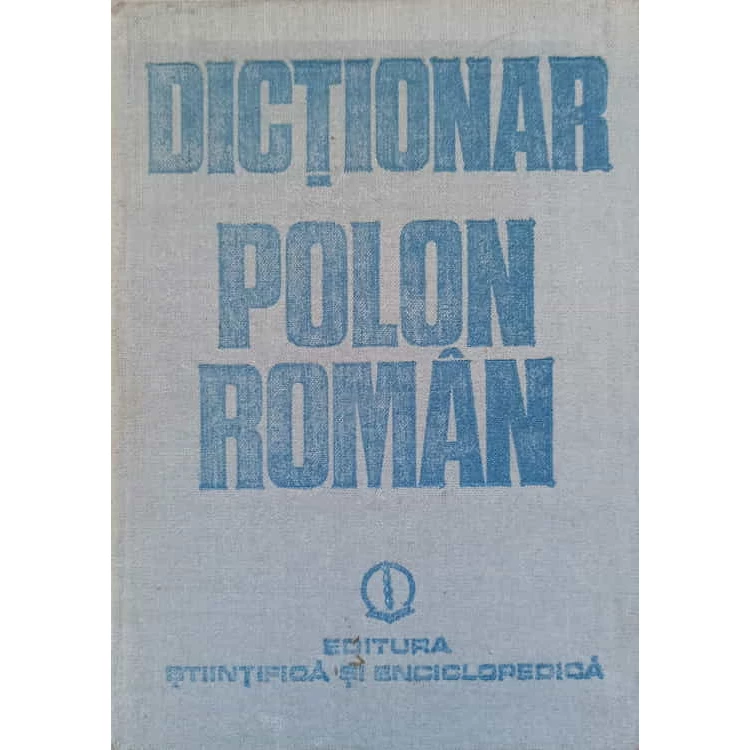 DICȚIONAR
POLON
ROMÂN
EDITURA
ȘTIINȚIFICĂ ȘI ENCICLOPEDICĂ